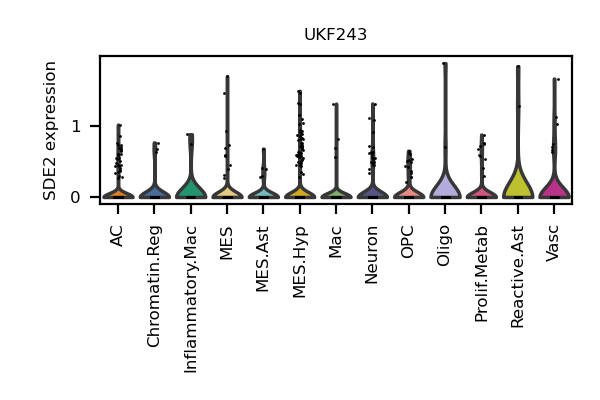 UKF243
SDE2 expression
1
0
AC
Chromatin.Reg
Inflammatory.Mac
MES
MES.Ast
MES.Hyp
Mac
Neuron
OPC
Oligo
Prolif.Metab
Reactive.Ast
Vasc